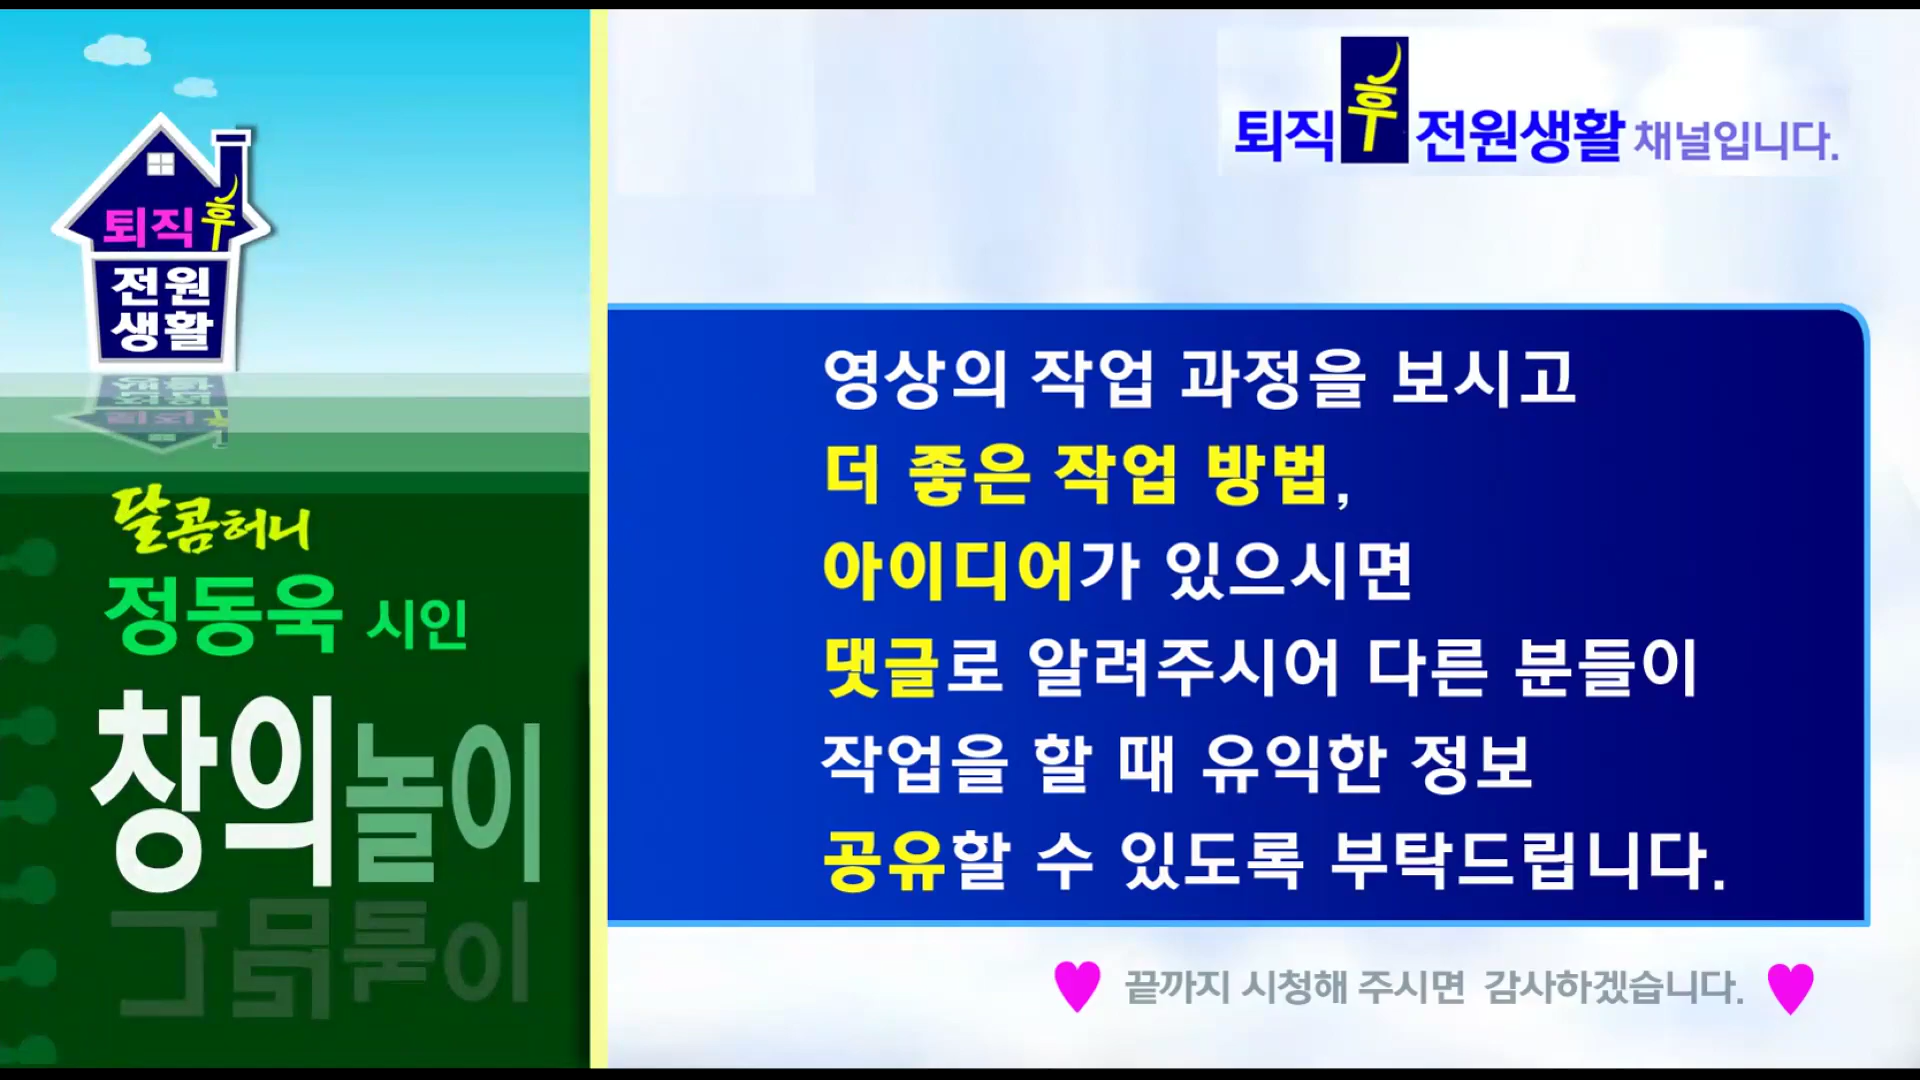 퇴직후
전원
생활
달콤허니
정동욱 시인
창의놀이
퇴직후전원생활 채널입니다.
영상의 작업 과정을 보시고
더 좋은 작업 방법,
아이디어가 있으시면
댓글로 알려주시어 다른 분들이
작업을 할 때 유익한 정보
공유할 수 있도록 부탁드립니다.
끝까지 시청해 주시면 감사하겠습니다.